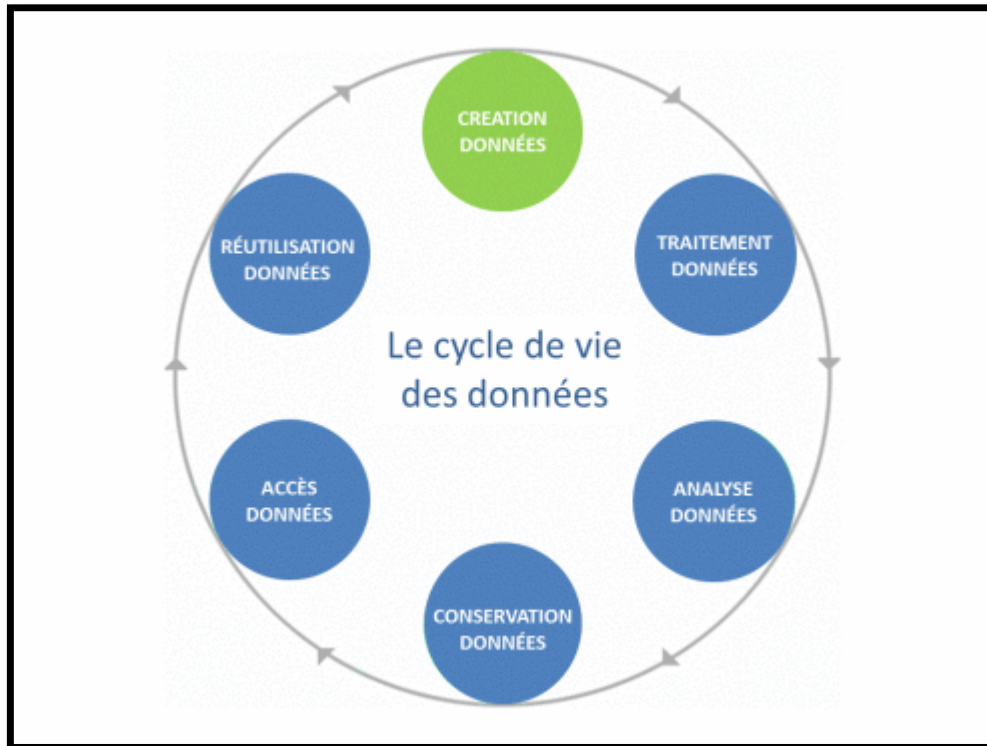 CREATION
DONNÉES
TRAITEMENT
DONNÉES
ANALYSE
DONNÉES
CONSERVATION
DONNÉES
ACCÈS
DONNÉES
RÉUTILISATION
DONNÉES
Le cycle de vie
des données